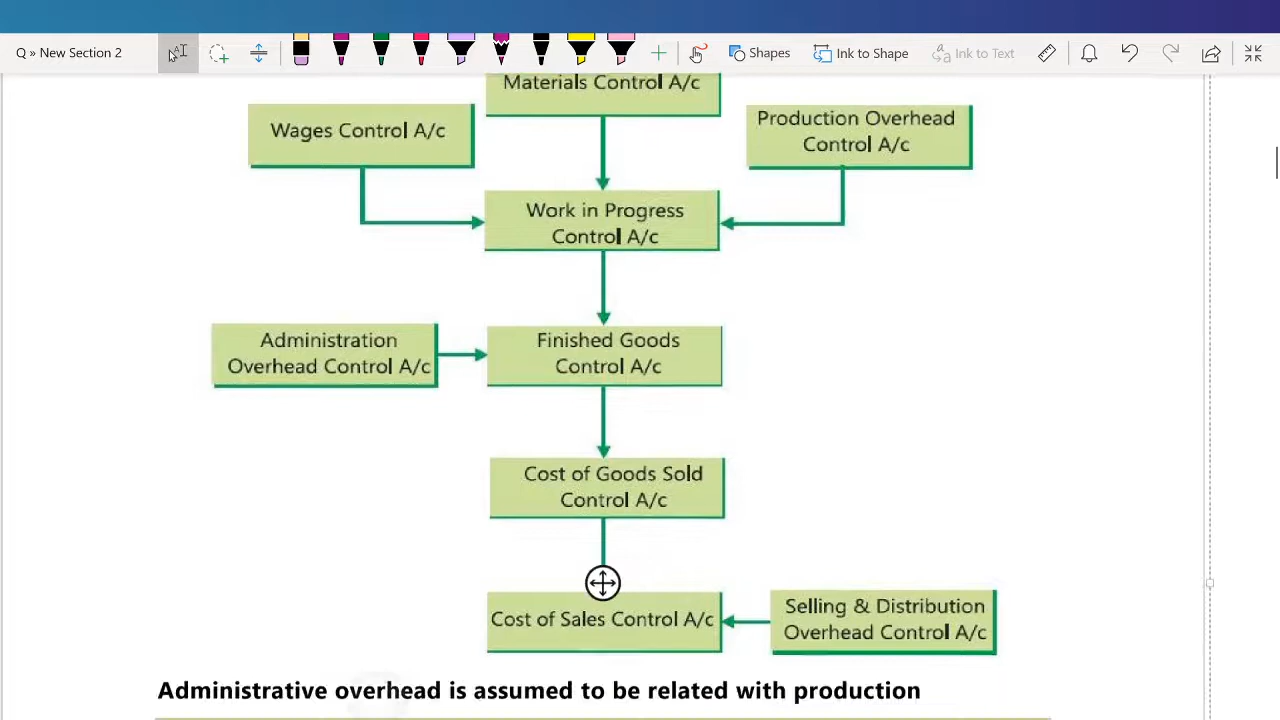 Q » New Section 2
Shapes
Ink to Shape
Ink to Text
Materials Control A/c
Wages Control A/c
Production Overhead
Control A/c
Work in Progress
Control A/c
Administration
Overhead Control A/c
Finished Goods
Control A/c
Cost of Goods Sold
Control A/c
Cost of Sales Control A/c
Selling & Distribution
Overhead Control A/c
Administrative overhead is assumed to be related with production